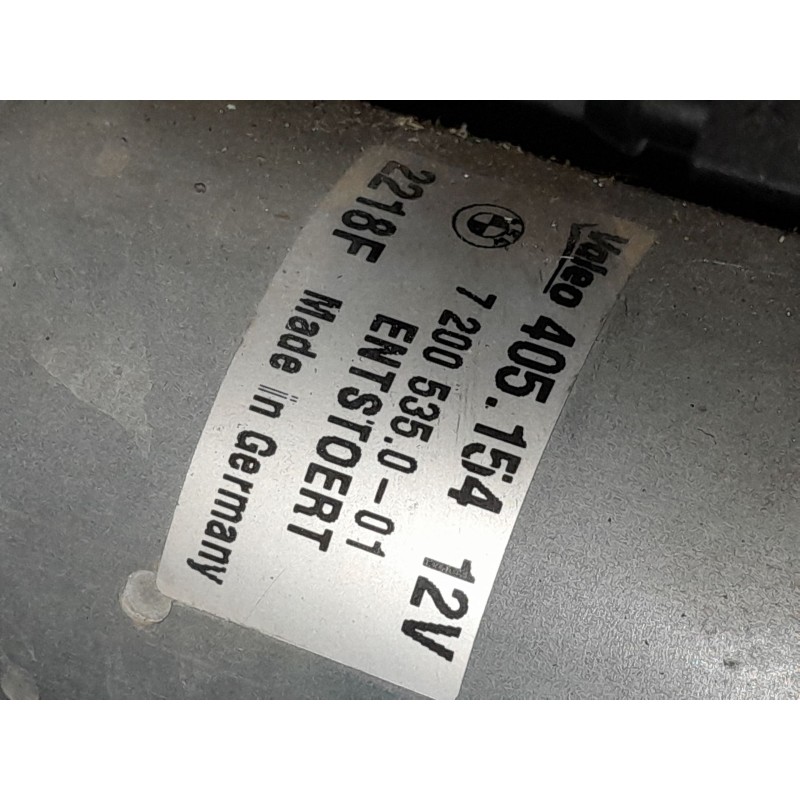 Valeo 405.154 12V
7 200 535.0-01
2218F ENTSTOERT
Made in Germany